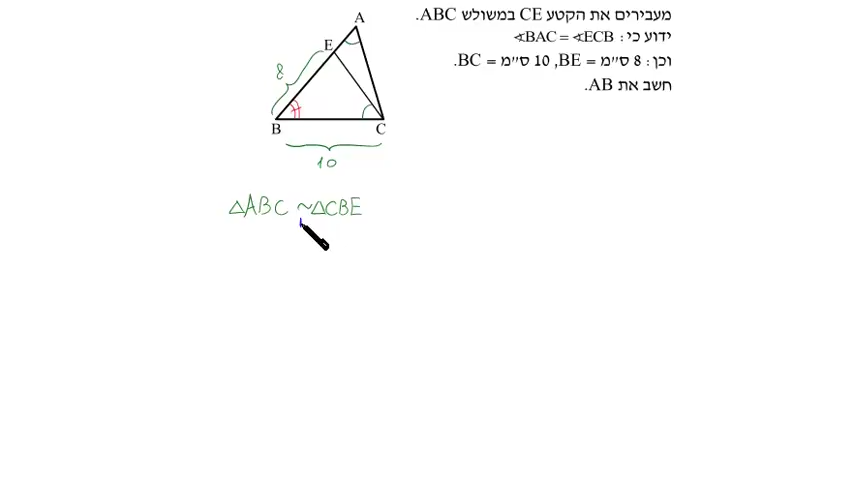 מעבירים את הקטע CE במשולש ABC.
ידוע כי: ∢BAC = ∢ECB
וכן: 8 ס״מ = BE, 10 ס״מ = BC.
חשב את AB.
A
E
8
B
C
10
△ABC ~ △CBE